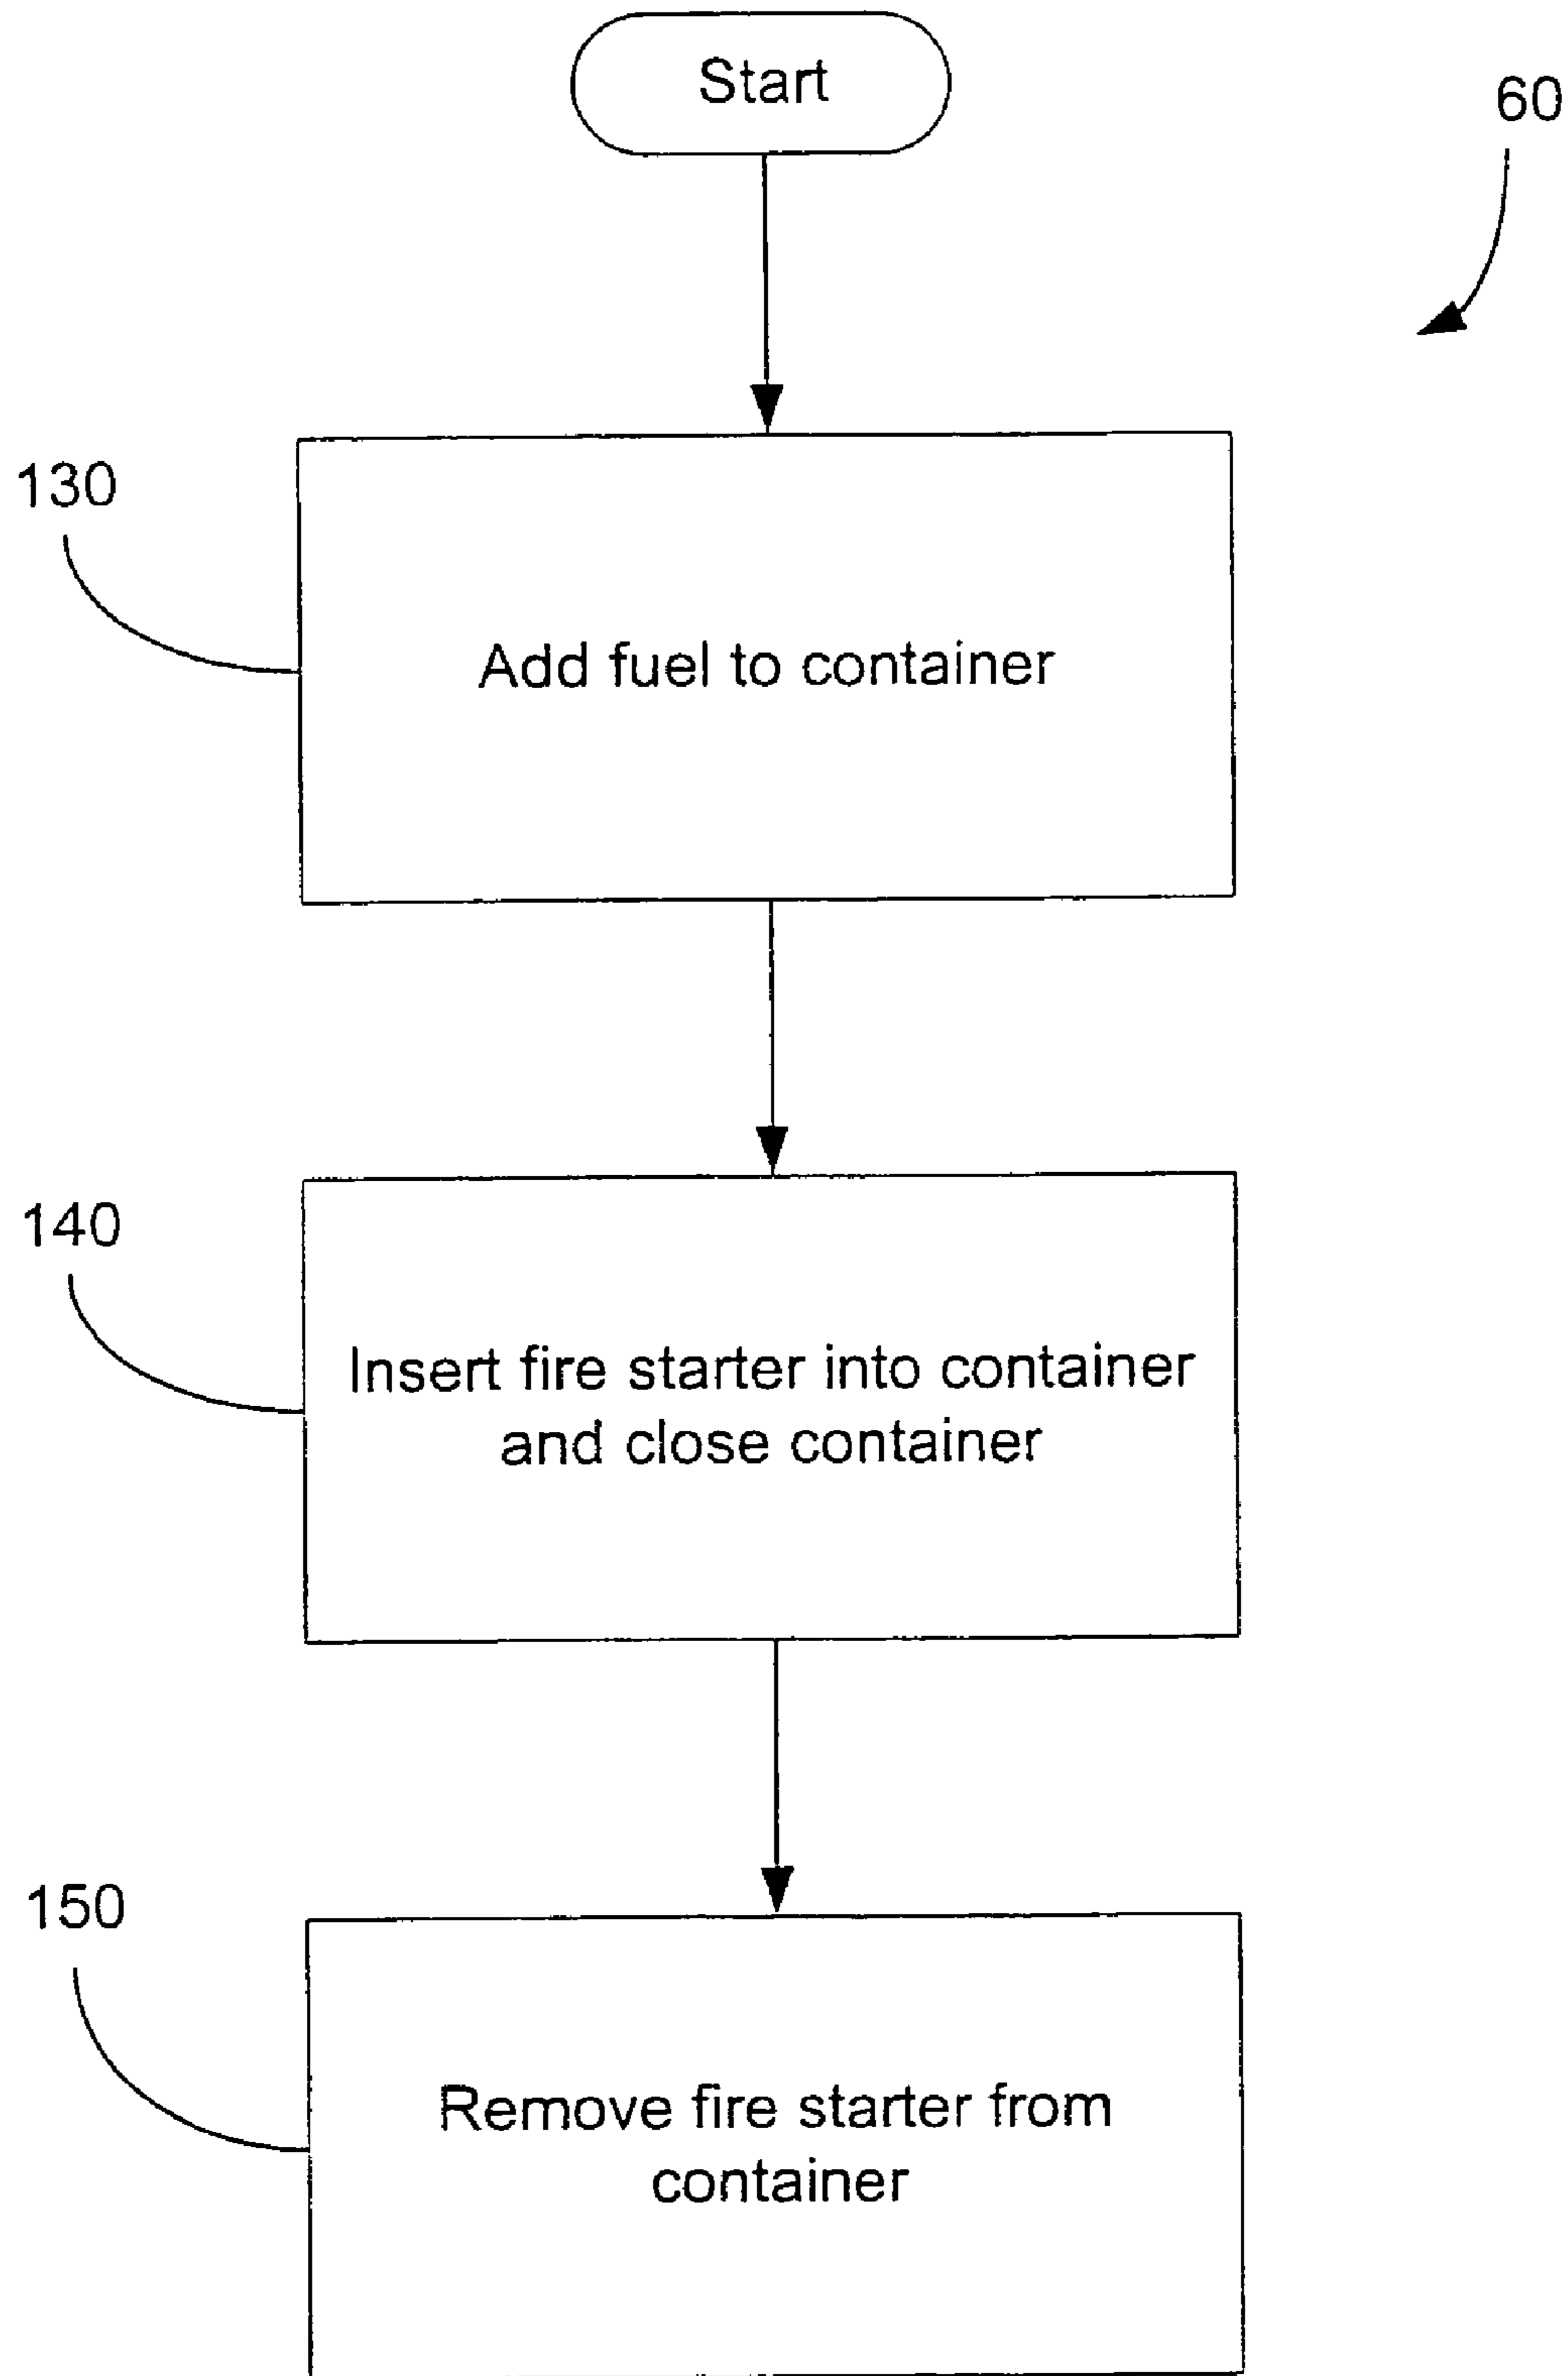 Start
60
130
Add fuel to container
140
Insert fire starter into container
and close container
150
Remove fire starter from
container